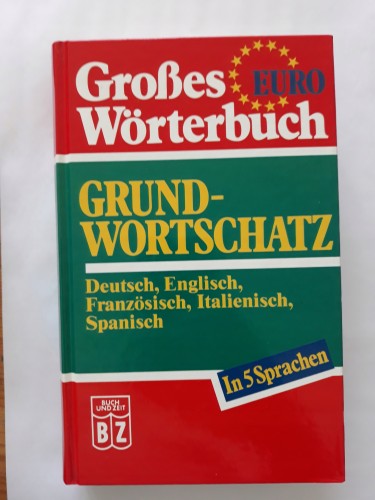 Großes
EURO
Wörterbuch
GRUND-
WORTSCHATZ
Deutsch, Englisch,
Französisch, Italienisch,
Spanisch
In 5 Sprachen
BUCH
UND ZEIT
BZ